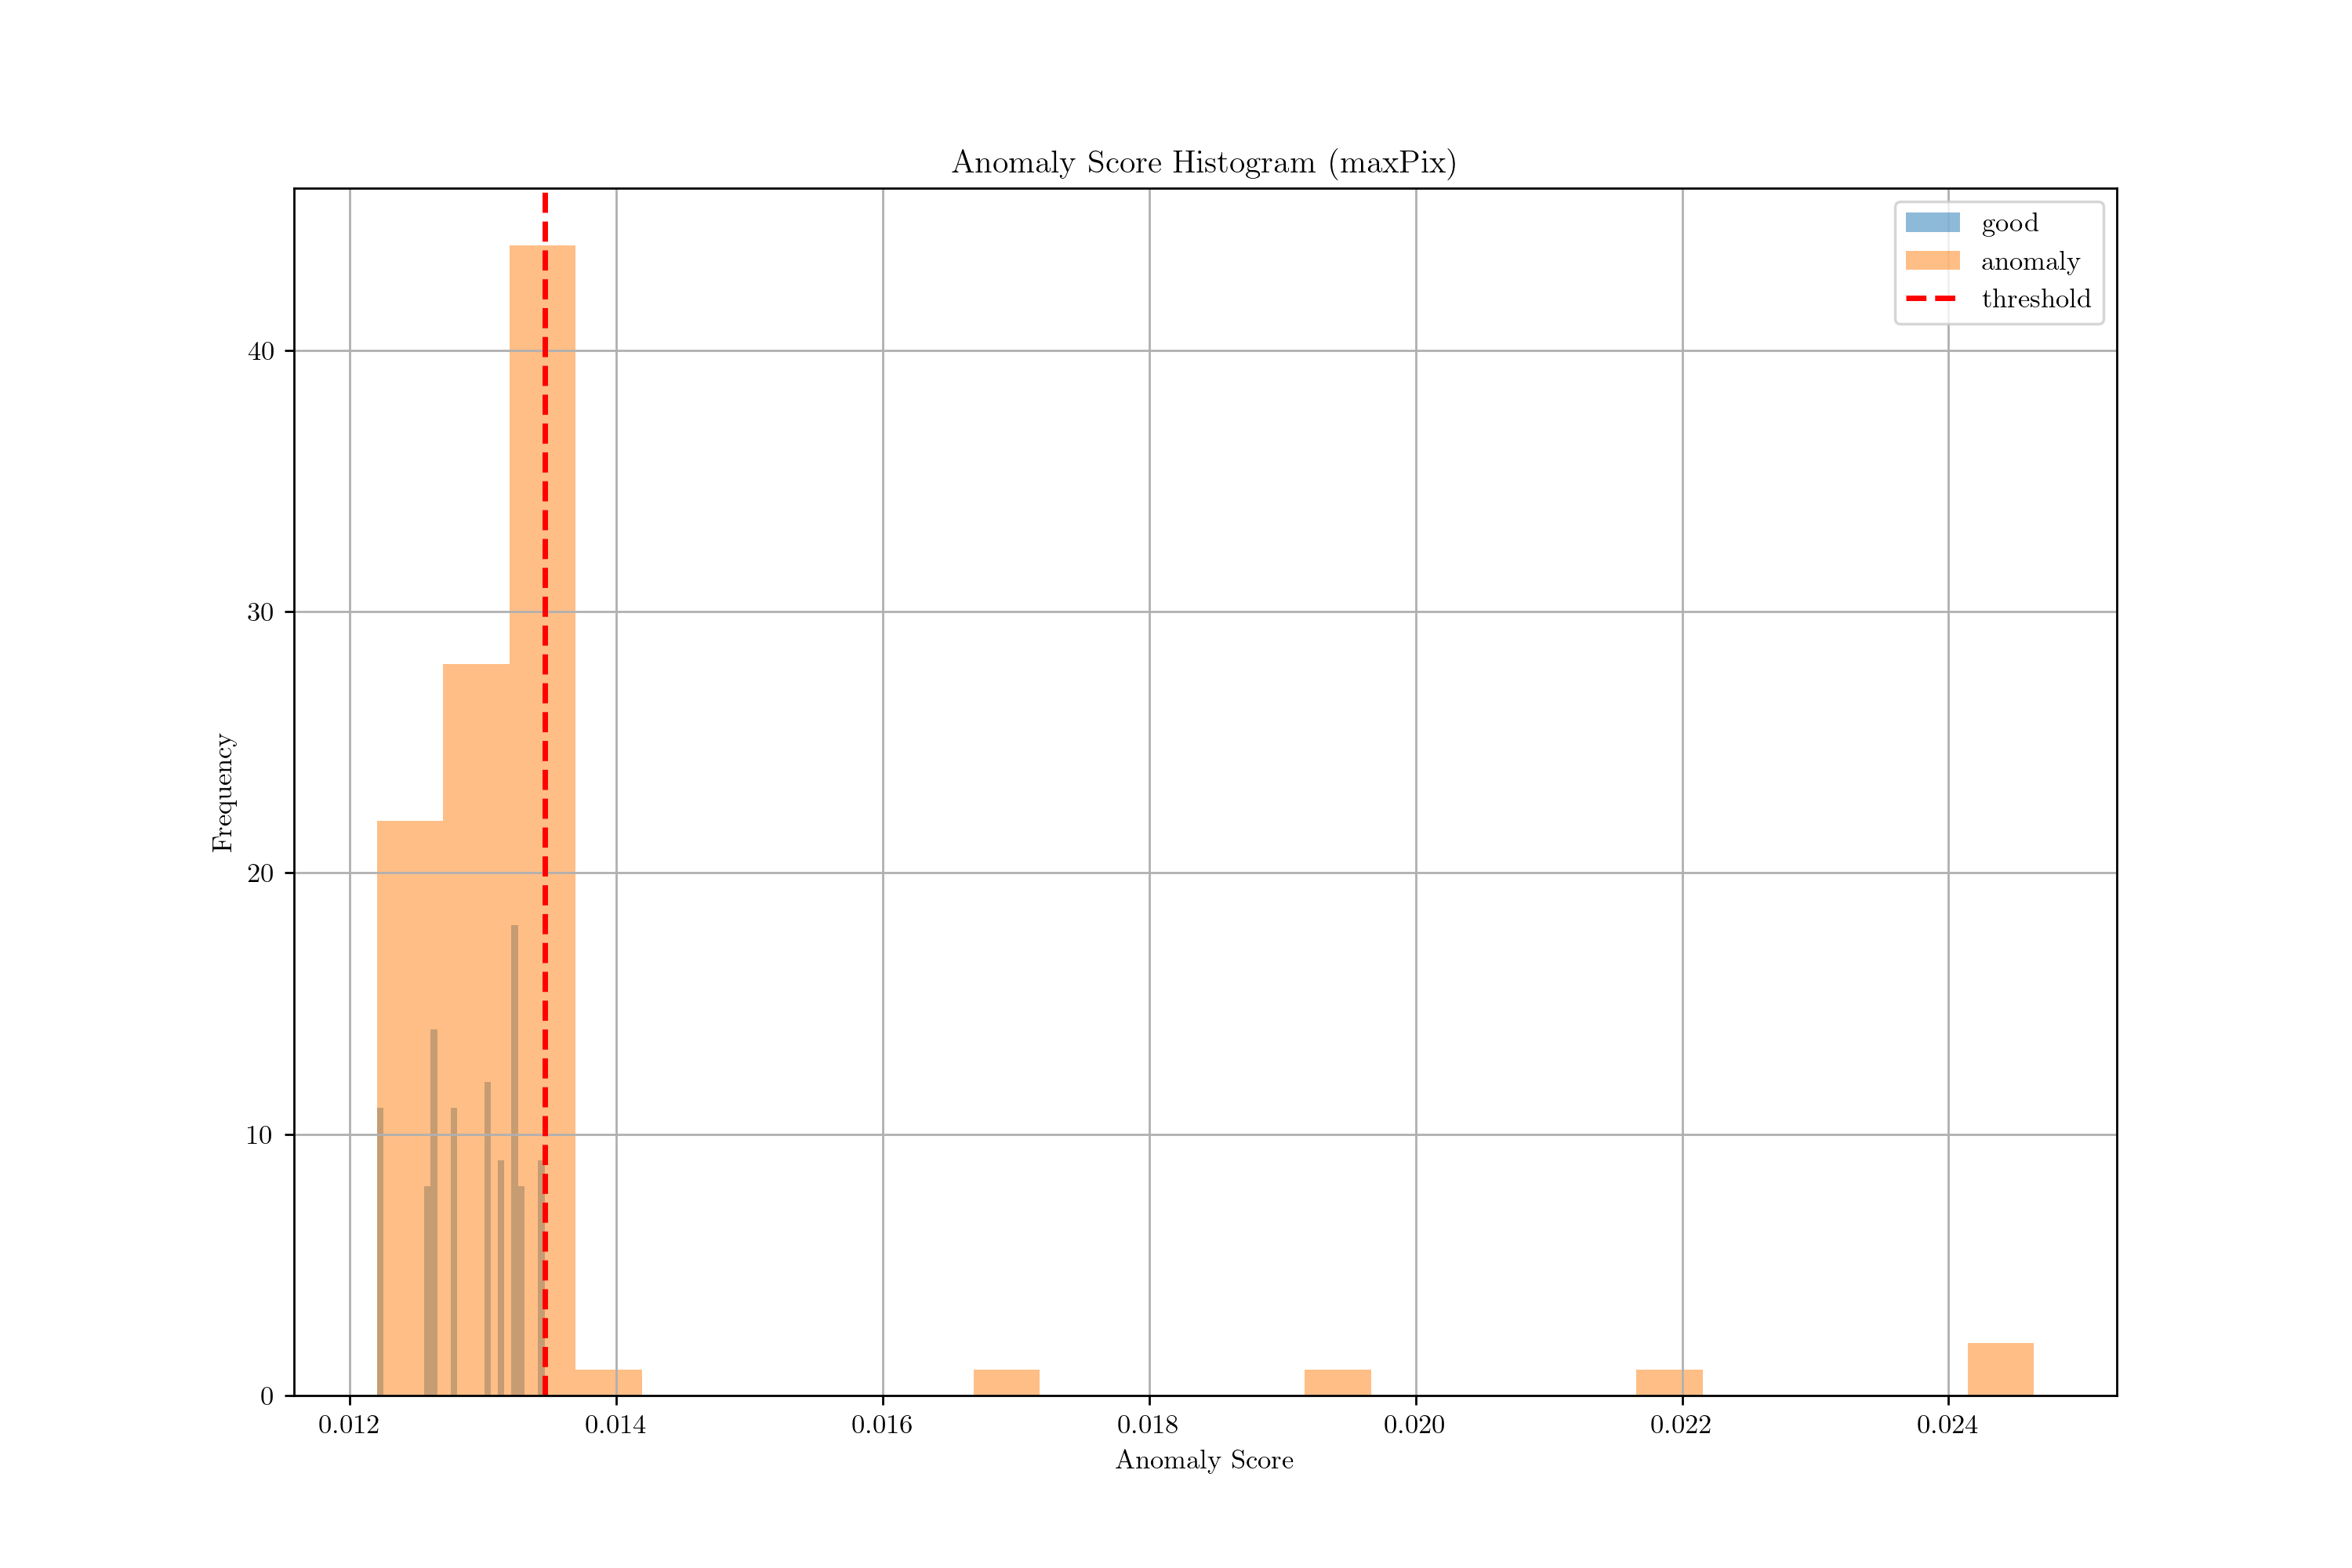 Anomaly Score Histogram (maxPix)
good
anomaly
threshold
Frequency
40
30
20
10
0
0.012 0.014 0.016 0.018 0.020 0.022 0.024
Anomaly Score